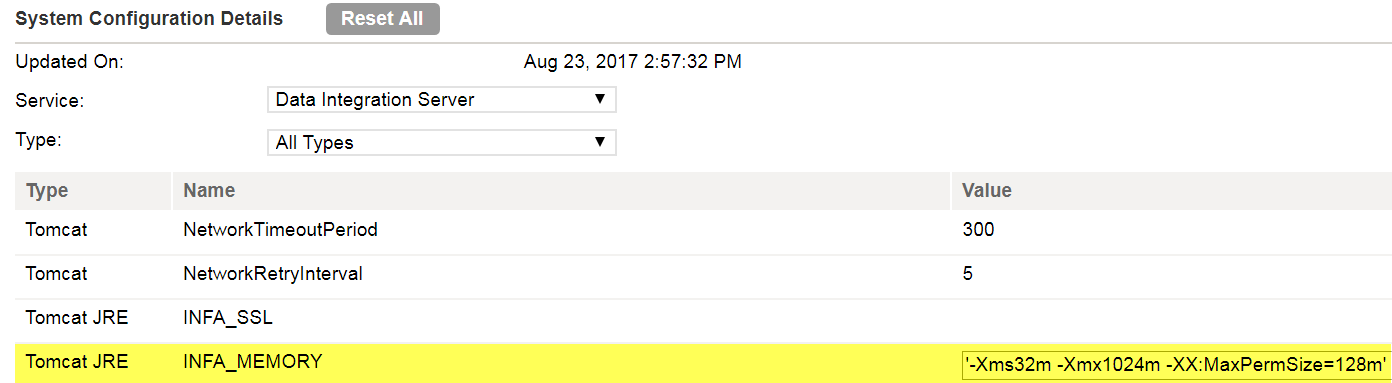 System Configuration Details Reset All
Updated On: Aug 23, 2017 2:57:32 PM
Service: Data Integration Server
Type: All Types
Type Name Value
Tomcat NetworkTimeoutPeriod 300
Tomcat NetworkRetryInterval 5
Tomcat JRE INFA_SSL
Tomcat JRE INFA_MEMORY '-Xms32m -Xmx1024m -XX:MaxPermSize=128m'